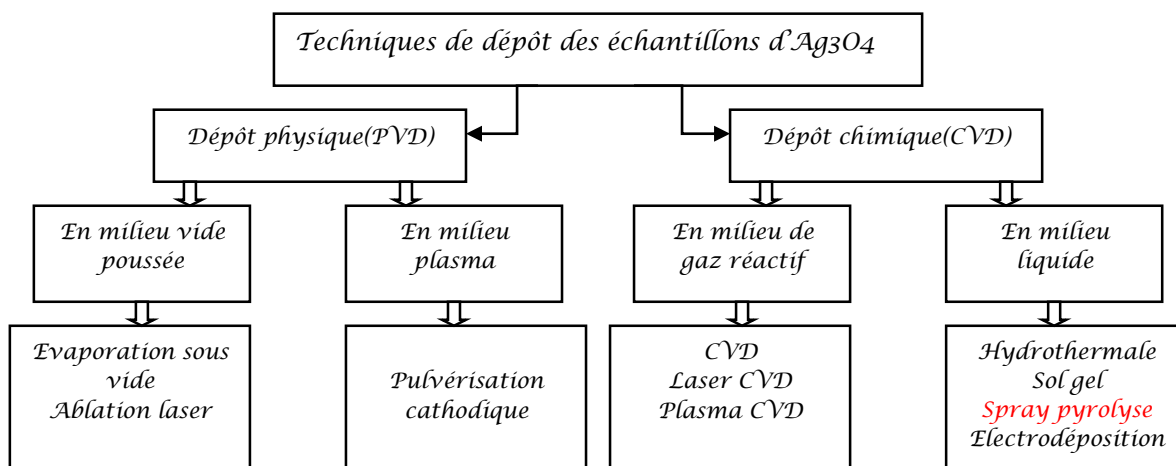 Techniques de dépôt des échantillons d'Ag3O4
Dépôt physique(PVD)
Dépôt chimique(CVD)
En milieu vide
poussée
En milieu
plasma
En milieu de
gaz réactif
En milieu
liquide
Evaporation sous
vide
Ablation laser
Pulvérisation
cathodique
CVD
Laser CVD
Plasma CVD
Hydrothermale
Sol gel
Spray pyrolyse
Electrodéposition